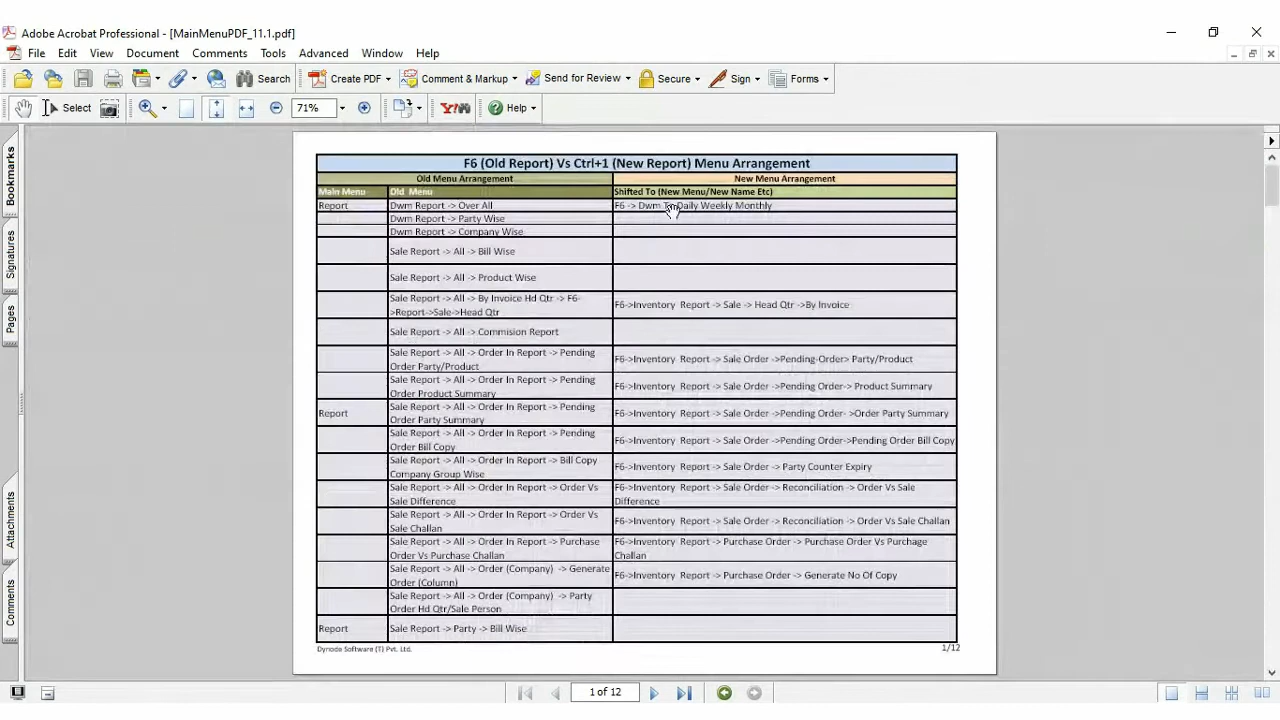 Adobe Acrobat Professional - [MainMenuPDF_11.1.pdf]
File Edit View Document Comments Tools Advanced Window Help
Search Create PDF Comment & Markup Send for Review Secure Sign Forms
Select 71% Y! Help
Bookmarks
Signatures
Pages
Attachments
Comments
F6 (Old Report) Vs Ctrl+1 (New Report) Menu Arrangement
Old Menu Arrangement New Menu Arrangement
Main Menu Old Menu Shifted To (New Menu/New Name Etc)
Report Dwm Report -> Over All F6 -> Dwm To Daily Weekly Monthly
Dwm Report -> Party Wise
Dwm Report -> Company Wise
Sale Report -> All -> Bill Wise
Sale Report -> All -> Product Wise
Sale Report -> All -> By Invoice Hd Qtr -> F6-
>Report->Sale->Head Qtr
F6->Inventory Report -> Sale -> Head Qtr ->By Invoice
Sale Report -> All -> Commision Report
Sale Report -> All -> Order In Report -> Pending
Order Party/Product
F6->Inventory Report -> Sale Order ->Pending-Order> Party/Product
Sale Report -> All -> Order In Report -> Pending
Order Product Summary
F6->Inventory Report -> Sale Order ->Pending Order-> Product Summary
Report
Sale Report -> All -> Order In Report -> Pending
Order Party Summary
F6->Inventory Report -> Sale Order ->Pending Order- ->Order Party Summary
Sale Report -> All -> Order In Report -> Pending
Order Bill Copy
F6->Inventory Report -> Sale Order ->Pending Order->Pending Order Bill Copy
Sale Report -> All -> Order In Report -> Bill Copy
Company Group Wise
F6->Inventory Report -> Sale Order -> Party Counter Expiry
Sale Report -> All -> Order In Report -> Order Vs
Sale Difference
F6->Inventory Report -> Sale Order -> Reconciliation -> Order Vs Sale
Difference
Sale Report -> All -> Order In Report -> Order Vs
Sale Challan
F6->Inventory Report -> Sale Order -> Reconciliation -> Order Vs Sale Challan
Sale Report -> All -> Order In Report -> Purchase
Order Vs Purchase Challan
F6->Inventory Report -> Purchase Order -> Purchase Order Vs Purchage
Challan
Sale Report -> All -> Order (Company) -> Generate
Order (Column)
F6->Inventory Report -> Purchase Order -> Generate No Of Copy
Sale Report -> All -> Order (Company) -> Party
Order Hd Qtr/Sale Person
Report Sale Report -> Party -> Bill Wise
Dynode Software (T) Pvt. Ltd. 1/12
1 of 12